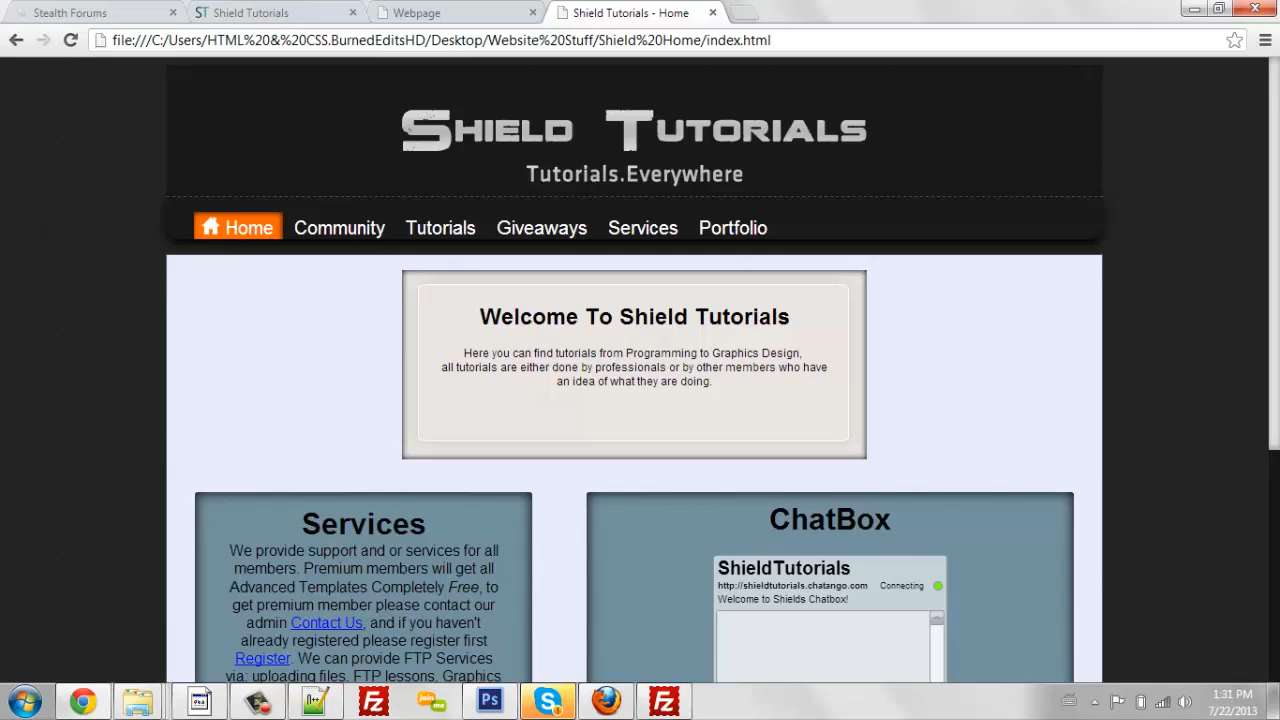 Stealth Forums
ST Shield Tutorials
Webpage
Shield Tutorials - Home
file:///C:/Users/HTML%20&%20CSS.BurnedEditsHD/Desktop/Website%20Stuff/Shield%20Home/index.html
Shield Tutorials
Tutorials.Everywhere
Home Community Tutorials Giveaways Services Portfolio
Welcome To Shield Tutorials
Here you can find tutorials from Programming to Graphics Design,
all tutorials are either done by professionals or by other members who have
an idea of what they are doing.
Services
We provide support and or services for all
members. Premium members will get all
Advanced Templates Completely Free, to
get premium member please contact our
admin Contact Us, and if you haven't
already registered please register first
Register. We can provide FTP Services
via: uploading files, FTP lessons, Graphics
ChatBox
ShieldTutorials
http://shieldtutorials.chatango.com Connecting
Welcome to Shields Chatbox!
Ps
1:31 PM
7/22/2013